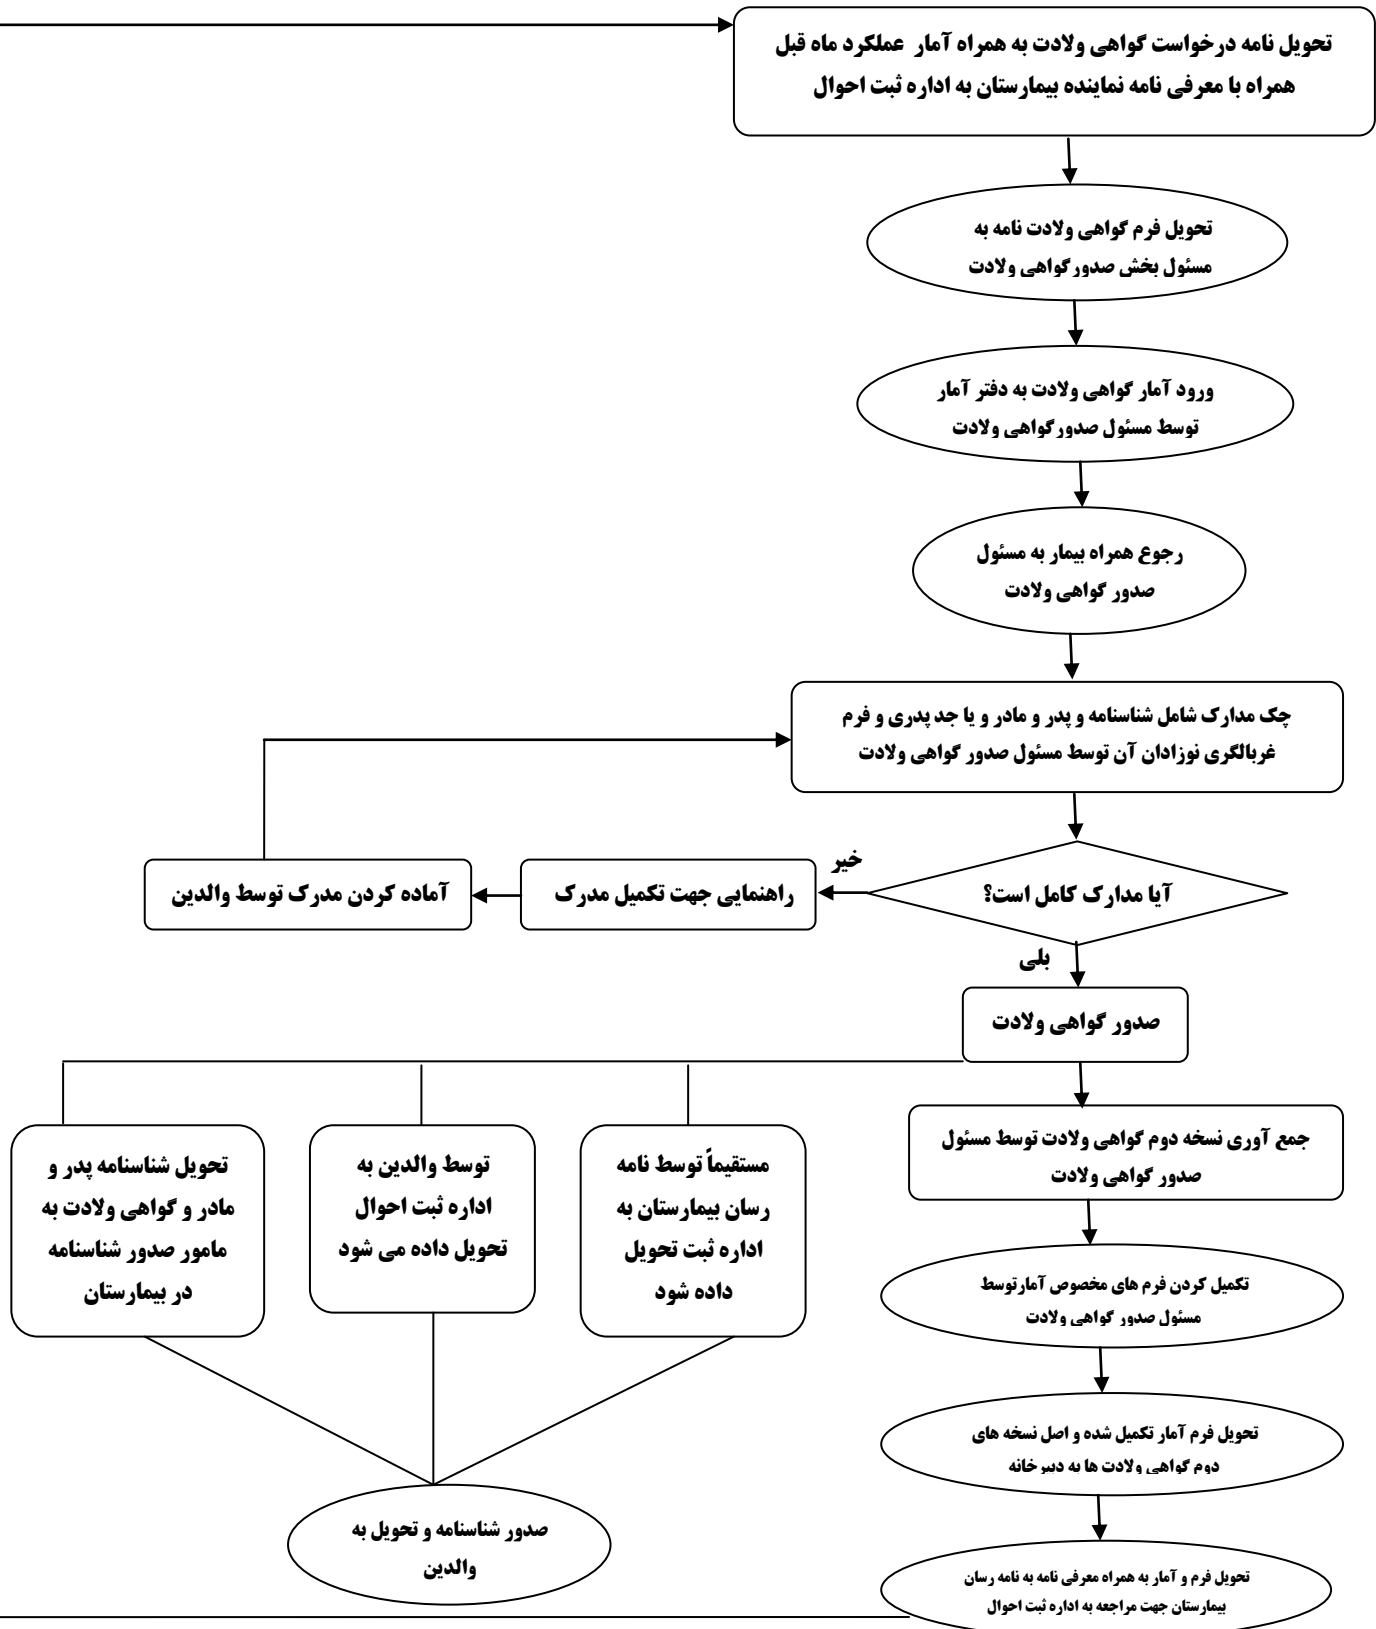 تحویل نامه درخواست گواهی ولادت به همراه آمار عملکرد ماه قبل
همراه با معرفی نامه نماینده بیمارستان به اداره ثبت احوال
تحویل فرم گواهی ولادت نامه به
مسئول بخش صدورگواهی ولادت
ورود آمار گواهی ولادت به دفتر آمار
توسط مسئول صدورگواهی ولادت
رجوع همراه بیمار به مسئول
صدور گواهی ولادت
چک مدارک شامل شناسنامه و پدر و مادر و یا جد پدری و فرم
غربالگری نوزادان آن توسط مسئول صدور گواهی ولادت
آیا مدارک کامل است؟
خیر
راهنمایی جهت تکمیل مدرک
آماده کردن مدرک توسط والدین
بلی
صدور گواهی ولادت
جمع آوری نسخه دوم گواهی ولادت توسط مسئول
صدور گواهی ولادت
مستقیماً توسط نامه
رسان بیمارستان به
اداره ثبت تحویل
داده شود
توسط والدین به
اداره ثبت احوال
تحویل داده می شود
تحویل شناسنامه پدر و
مادر و گواهی ولادت به
مامور صدور شناسنامه
در بیمارستان
تکمیل کردن فرم های مخصوص آمارتوسط
مسئول صدور گواهی ولادت
تحویل فرم آمار تکمیل شده و اصل نسخه های
دوم گواهی ولادت ها به دبیرخانه
صدور شناسنامه و تحویل به
والدین
تحویل فرم و آمار به همراه معرفی نامه به نامه رسان
بیمارستان جهت مراجعه به اداره ثبت احوال